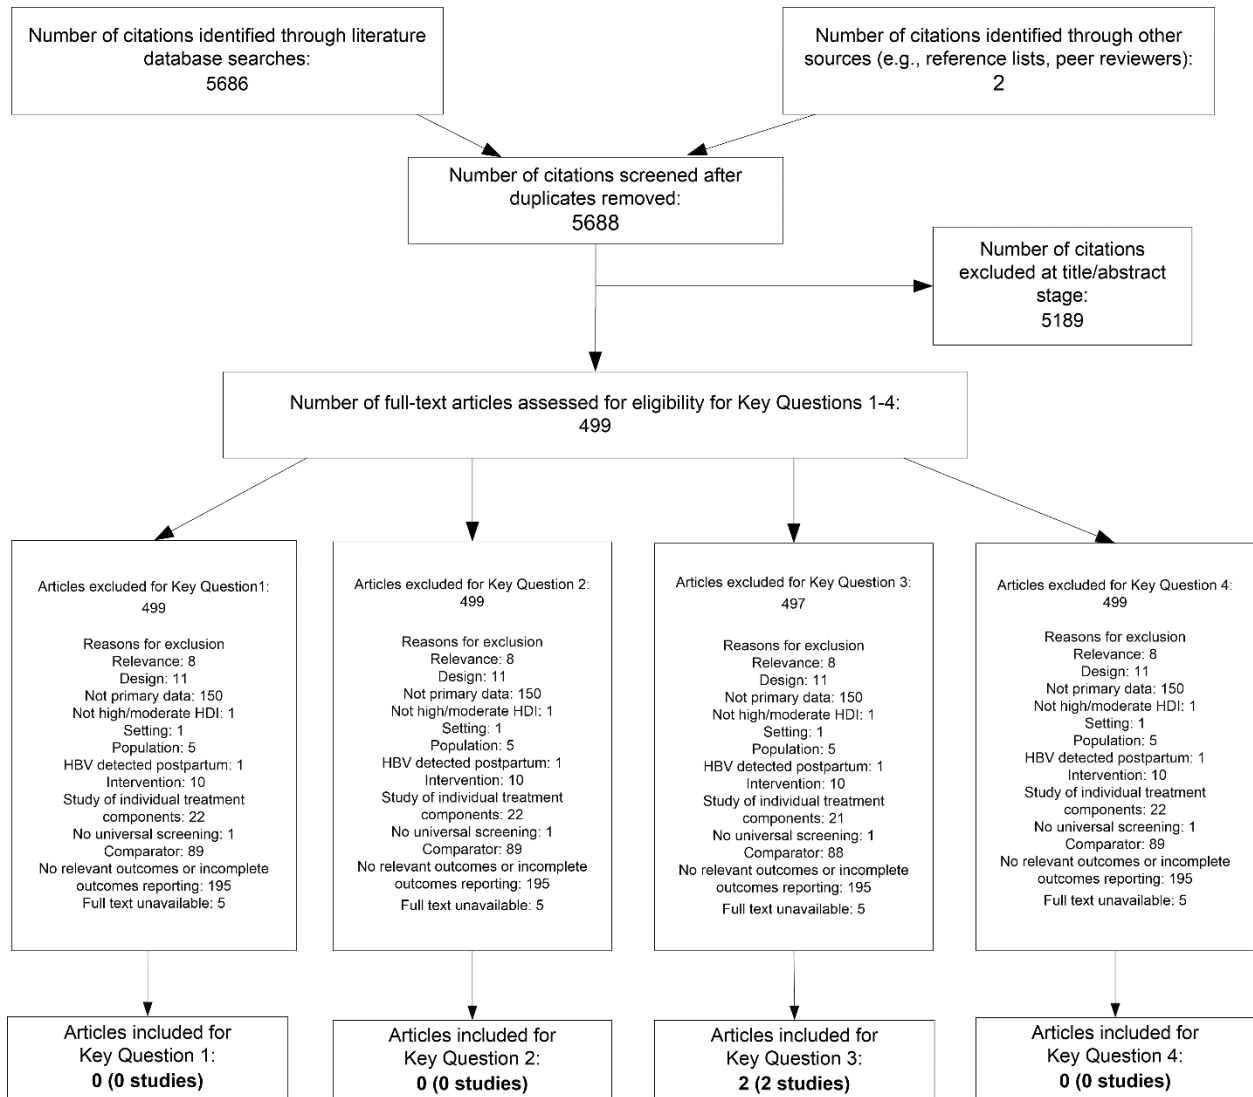 Number of citations identified through literature
database searches:
5686
Number of citations identified through other
sources (e.g., reference lists, peer reviewers):
2
Number of citations screened after
duplicates removed:
5688
Number of citations
excluded at title/abstract
stage:
5189
Number of full-text articles assessed for eligibility for Key Questions 1-4:
499
Articles excluded for Key Question1:
499
Reasons for exclusion
Relevance: 8
Design: 11
Not primary data: 150
Not high/moderate HDI: 1
Setting: 1
Population: 5
HBV detected postpartum: 1
Intervention: 10
Study of individual treatment
components: 22
No universal screening: 1
Comparator: 89
No relevant outcomes or incomplete
outcomes reporting: 195
Full text unavailable: 5
Articles excluded for Key Question 2:
499
Reasons for exclusion
Relevance: 8
Design: 11
Not primary data: 150
Not high/moderate HDI: 1
Setting: 1
Population: 5
HBV detected postpartum: 1
Intervention: 10
Study of individual treatment
components: 22
No universal screening: 1
Comparator: 89
No relevant outcomes or incomplete
outcomes reporting: 195
Full text unavailable: 5
Articles excluded for Key Question 3:
497
Reasons for exclusion
Relevance: 8
Design: 11
Not primary data: 150
Not high/moderate HDI: 1
Setting: 1
Population: 5
HBV detected postpartum: 1
Intervention: 10
Study of individual treatment
components: 21
No universal screening: 1
Comparator: 88
No relevant outcomes or incomplete
outcomes reporting: 195
Full text unavailable: 5
Articles excluded for Key Question 4:
499
Reasons for exclusion
Relevance: 8
Design: 11
Not primary data: 150
Not high/moderate HDI: 1
Setting: 1
Population: 5
HBV detected postpartum: 1
Intervention: 10
Study of individual treatment
components: 22
No universal screening: 1
Comparator: 89
No relevant outcomes or incomplete
outcomes reporting: 195
Full text unavailable: 5
Articles included for
Key Question 1:
0 (0 studies)
Articles included for
Key Question 2:
0 (0 studies)
Articles included for
Key Question 3:
2 (2 studies)
Articles included for
Key Question 4:
0 (0 studies)